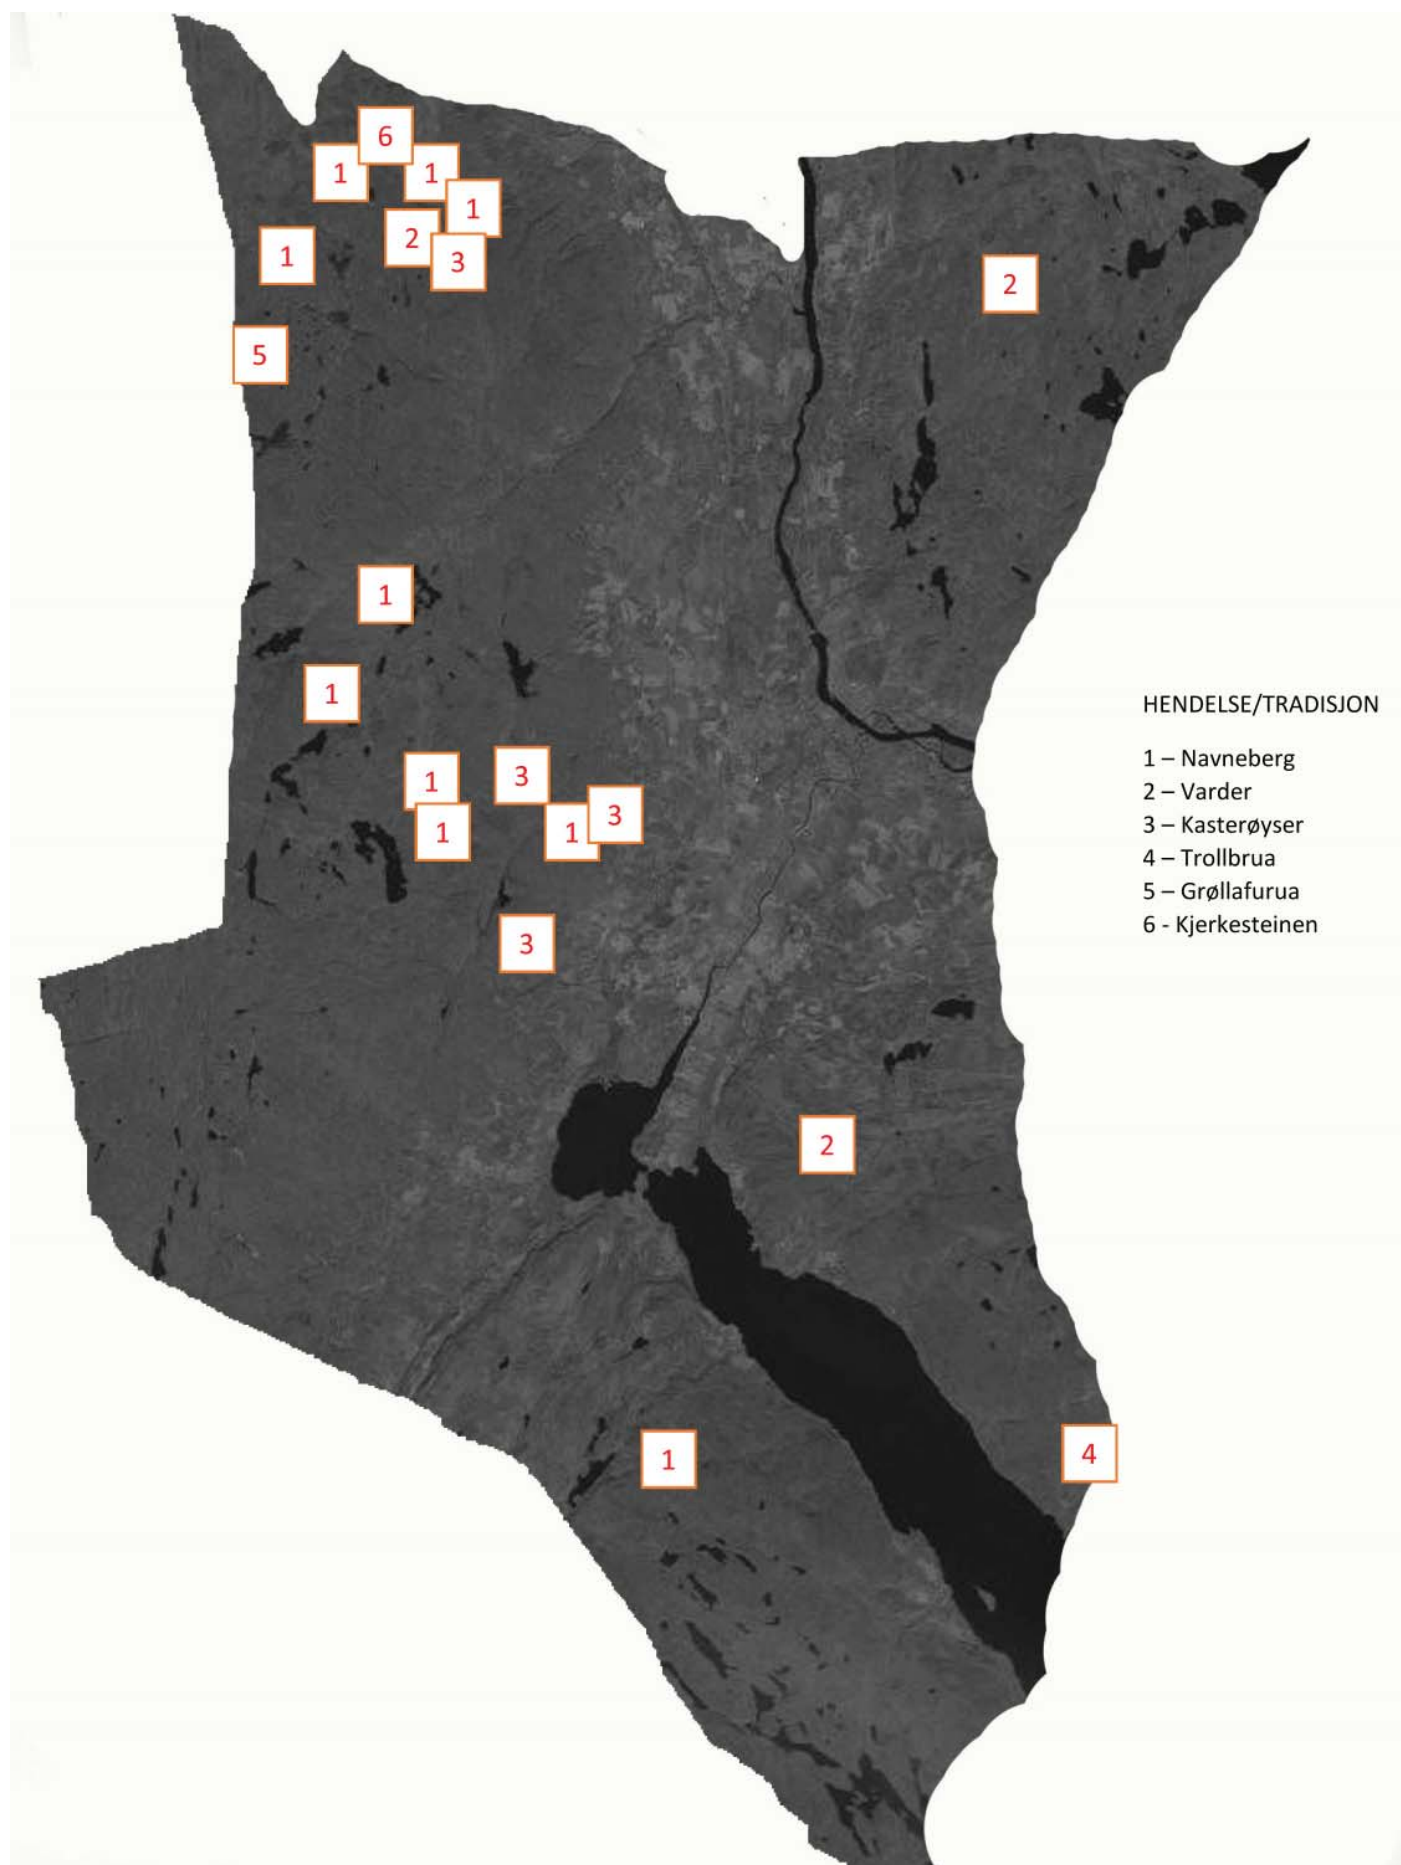 6
1
1
1
2
3
1
2
5
1
1
HENDELSE/TRADISJON
1 – Navneberg
2 – Varder
3 – Kasterøyser
4 – Trollbrua
5 – Grøllafurua
6 - Kjerkesteinen
1
3
1
1
3
3
2
1
4